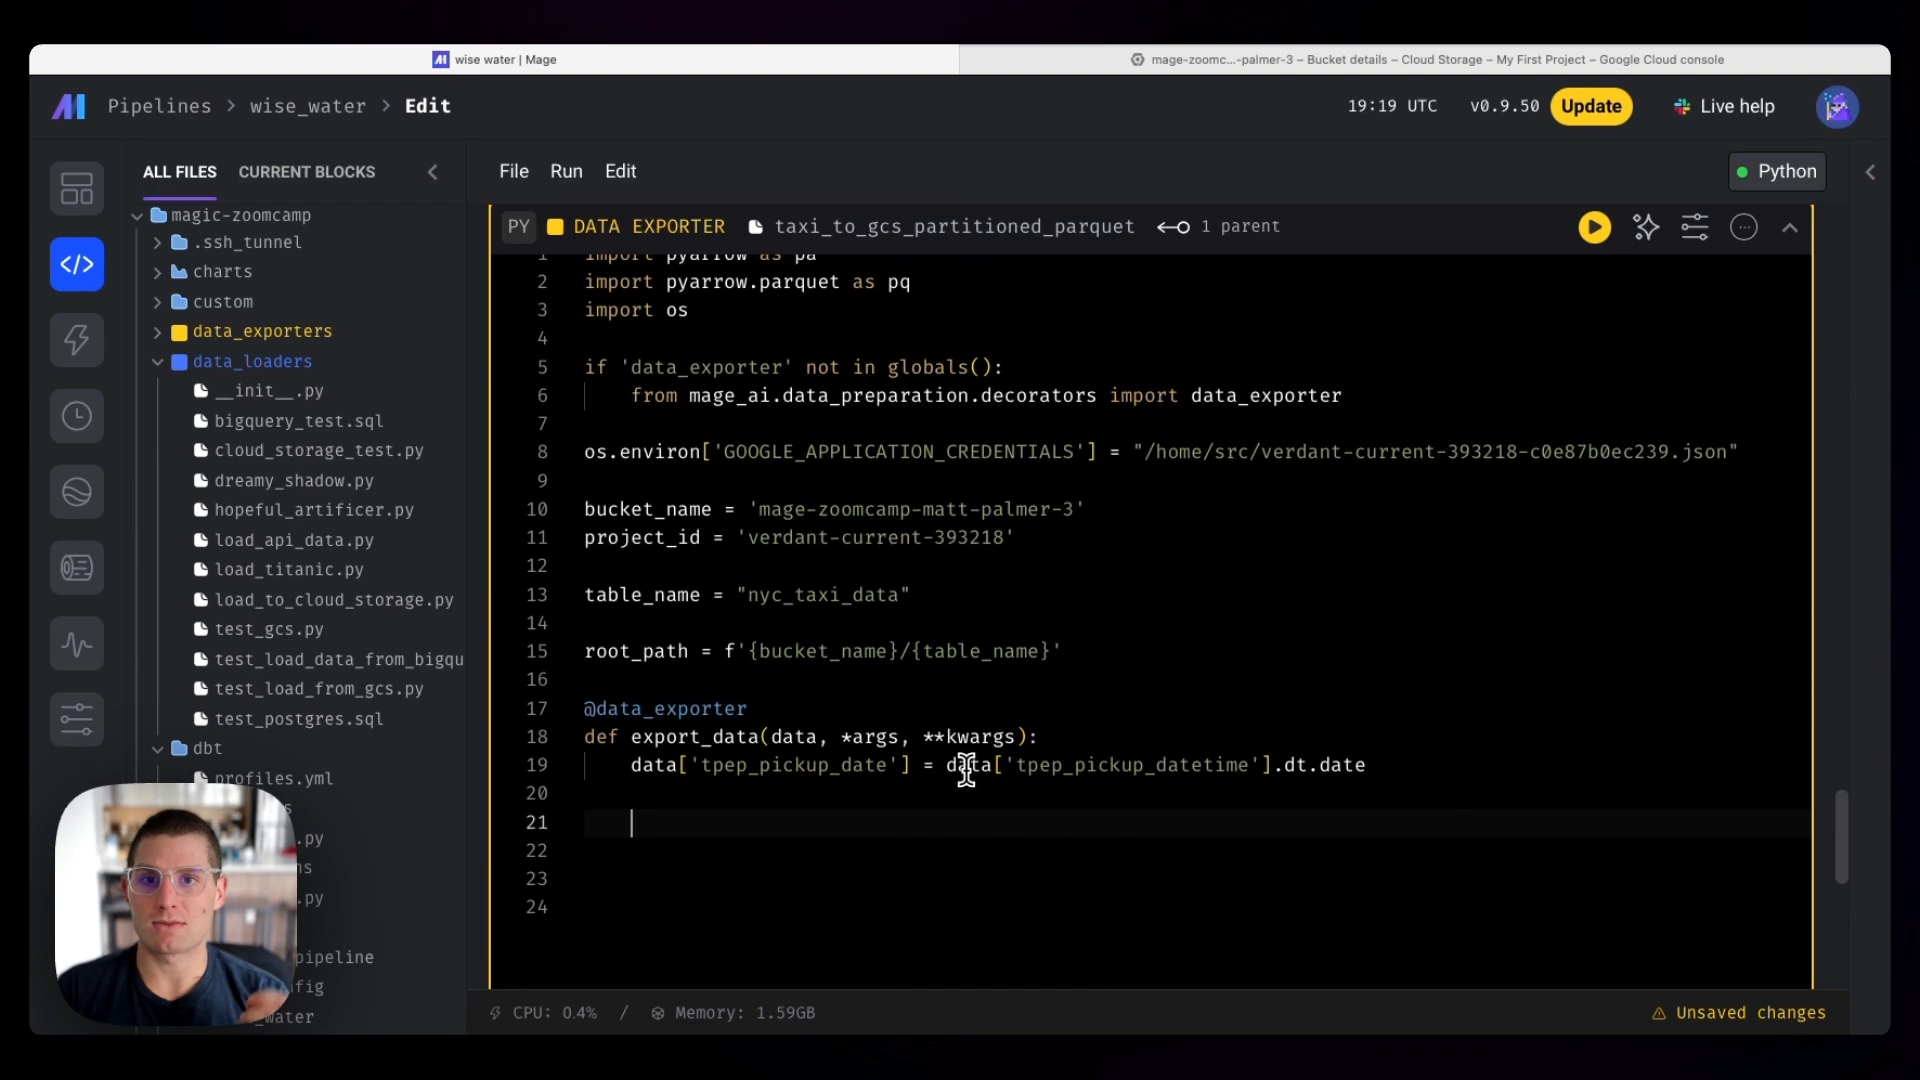 wise water | Mage
mage-zoomc...-palmer-3 – Bucket details – Cloud Storage – My First Project – Google Cloud console
Pipelines > wise_water > Edit
19:19 UTC v0.9.50 Update Live help
ALL FILES CURRENT BLOCKS
File Run Edit
Python
magic-zoomcamp
.ssh_tunnel
charts
custom
data_exporters
data_loaders
__init__.py
bigquery_test.sql
cloud_storage_test.py
dreamy_shadow.py
hopeful_artificer.py
load_api_data.py
load_titanic.py
load_to_cloud_storage.py
test_gcs.py
test_load_data_from_bigqu
test_load_from_gcs.py
test_postgres.sql
dbt
profiles.yml
.py
.py
pipeline
PY DATA EXPORTER taxi_to_gcs_partitioned_parquet 1 parent
1 import pyarrow as pa
2 import pyarrow.parquet as pq
3 import os
4
5 if 'data_exporter' not in globals():
6 from mage_ai.data_preparation.decorators import data_exporter
7
8 os.environ['GOOGLE_APPLICATION_CREDENTIALS'] = "/home/src/verdant-current-393218-c0e87b0ec239.json"
9
10 bucket_name = 'mage-zoomcamp-matt-palmer-3'
11 project_id = 'verdant-current-393218'
12
13 table_name = "nyc_taxi_data"
14
15 root_path = f'{bucket_name}/{table_name}'
16
17 @data_exporter
18 def export_data(data, *args, **kwargs):
19 data['tpep_pickup_date'] = data['tpep_pickup_datetime'].dt.date
20
21
22
23
24
CPU: 0.4% / Memory: 1.59GB
Unsaved changes